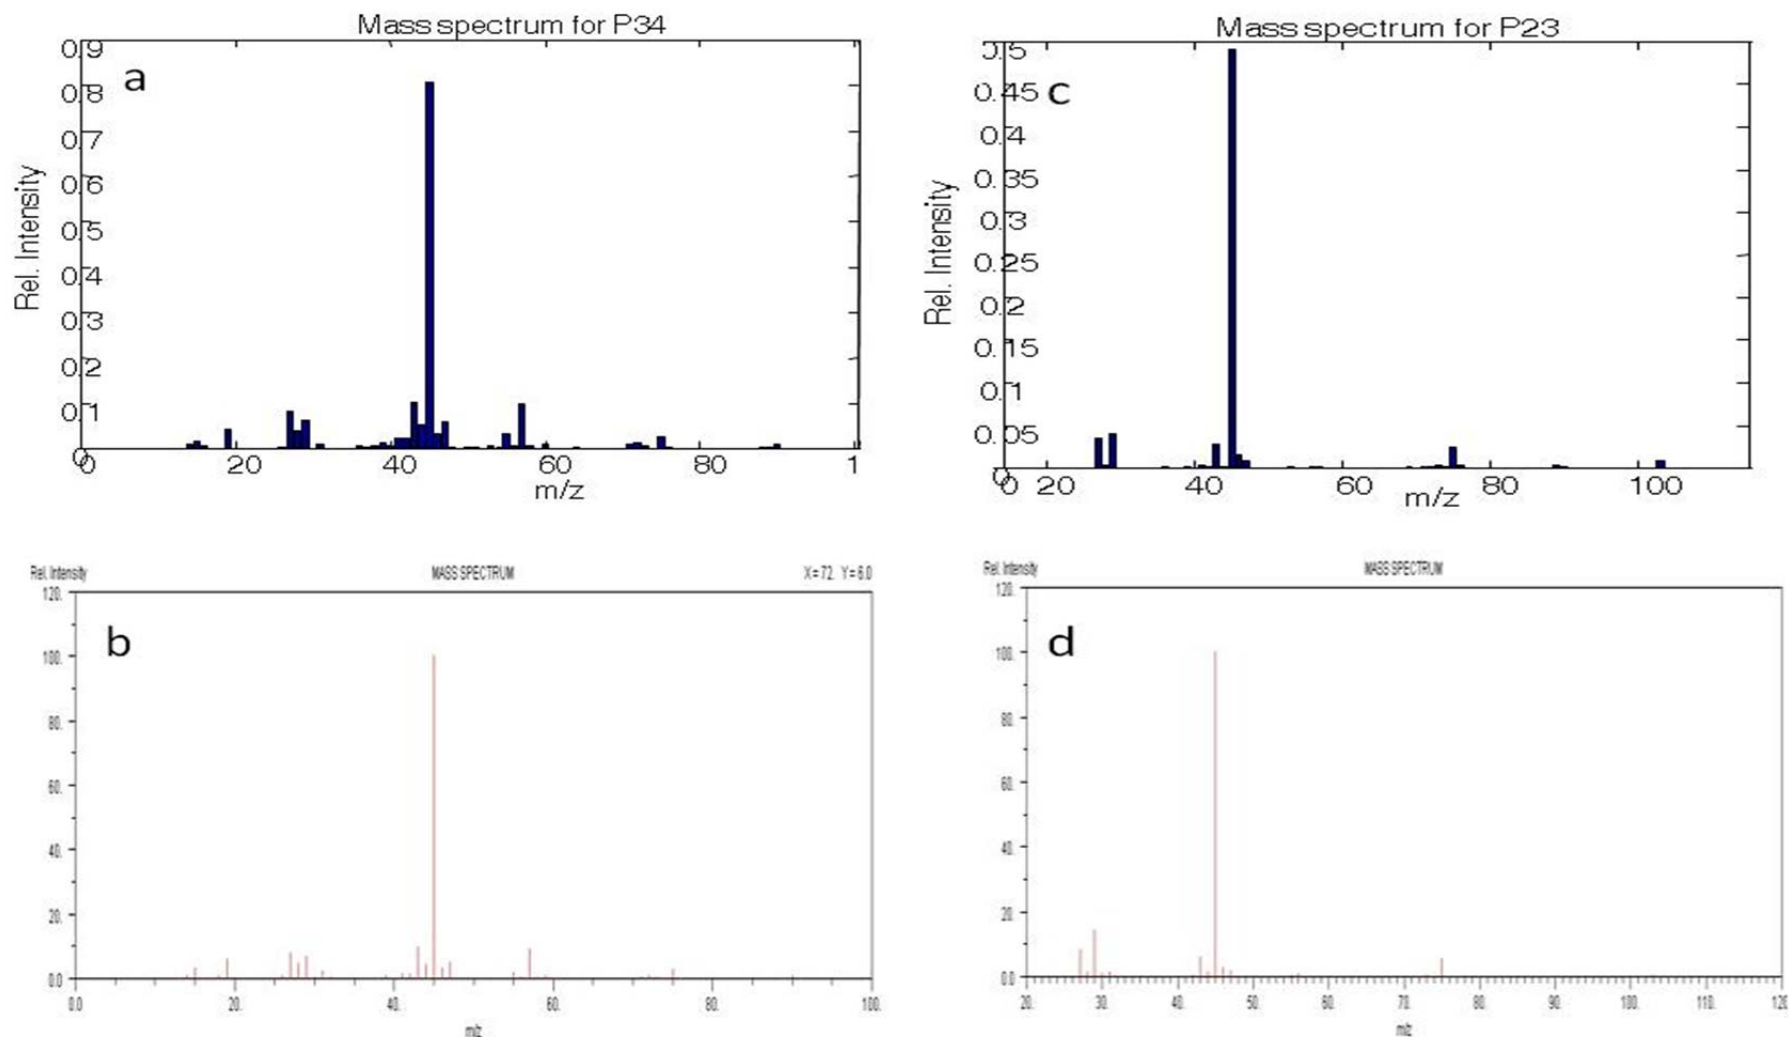 Mass spectrum for P34
a
0.9
0.8
0.7
0.6
0.5
0.4
0.3
0.2
0.1
0
Rel. Intensity
0 20 40 60 80 1
m/z
Mass spectrum for P23
c
0.5
0.45
0.4
0.35
0.3
0.25
0.2
0.15
0.1
0.05
0
Rel. Intensity
0 20 40 60 80 100
m/z
Rel. Intensity MASS SPECTRUM X=72. Y=6.0
b
120.
100.
80.
60.
40.
20.
0.0
0.0 20. 40. 60. 80. 100.
m/z
Rel. Intensity MASS SPECTRUM
d
120.
100.
80.
60.
40.
20.
0.0
20. 30. 40. 50. 60. 70. 80. 90. 100. 110. 120
m/z